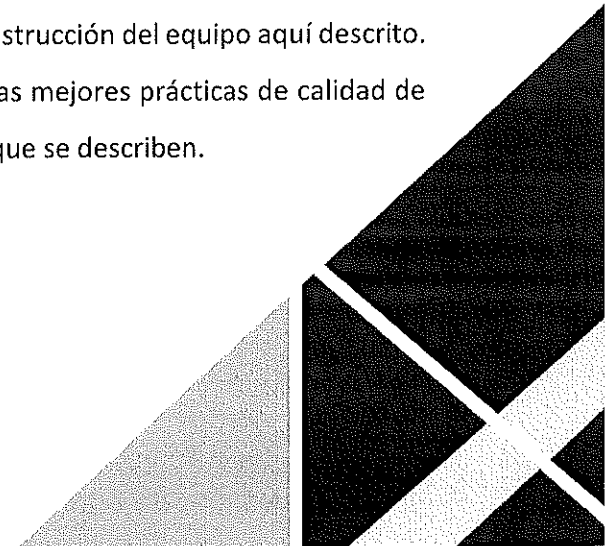 strucción del equipo aquí descrito.
as mejores prácticas de calidad de
que se describen.